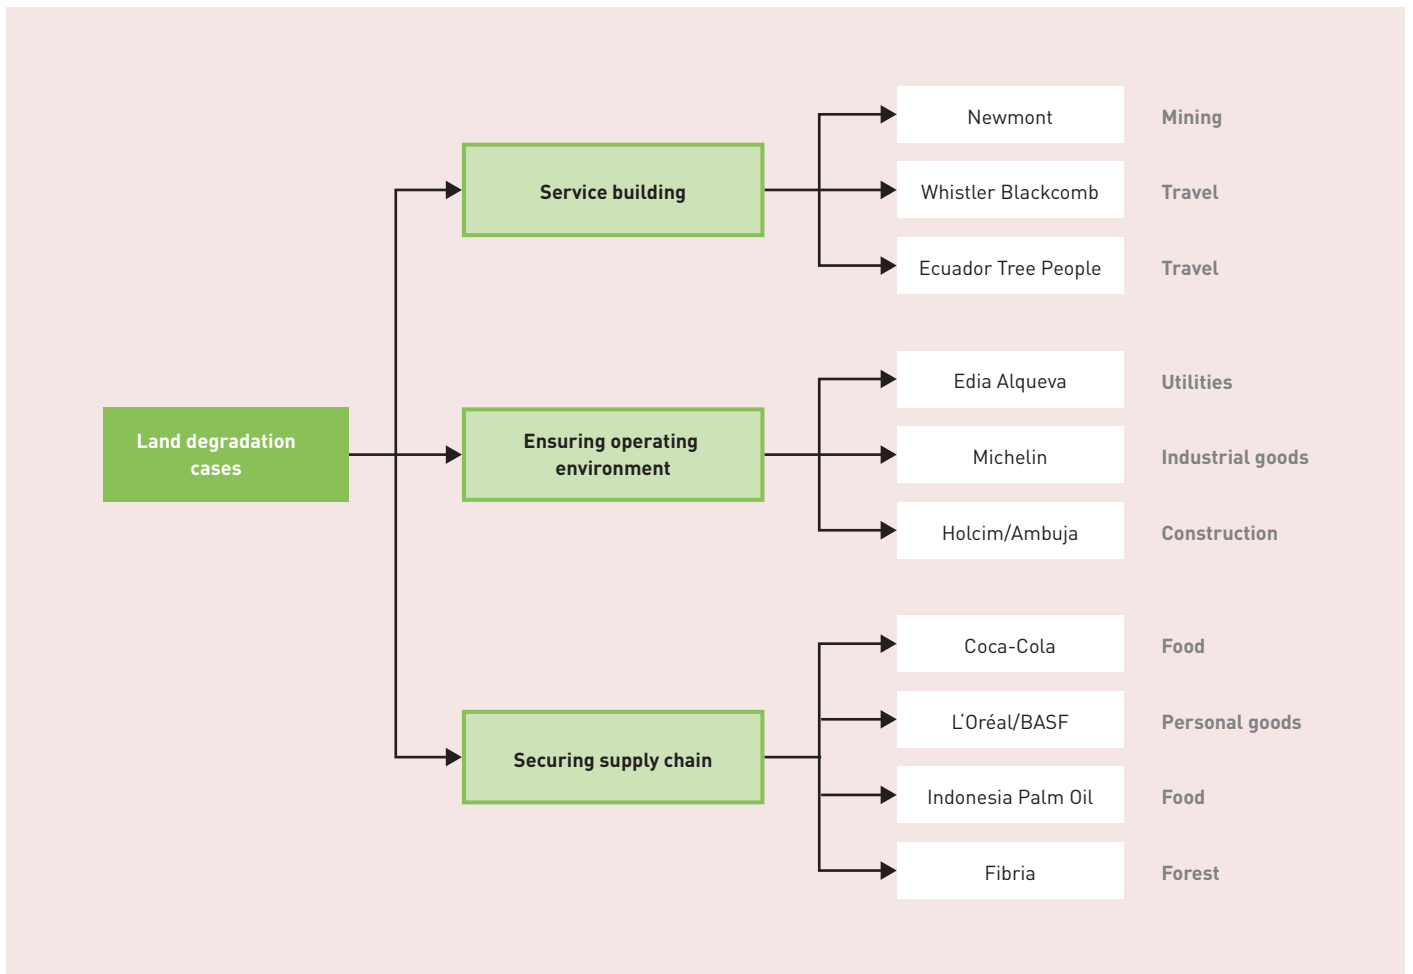 Land degradation
cases
Service building
Newmont
Mining
Whistler Blackcomb
Travel
Ecuador Tree People
Travel
Ensuring operating
environment
Edia Alqueva
Utilities
Michelin
Industrial goods
Holcim/Ambuja
Construction
Securing supply chain
Coca-Cola
Food
L‘Oréal/BASF
Personal goods
Indonesia Palm Oil
Food
Fibria
Forest